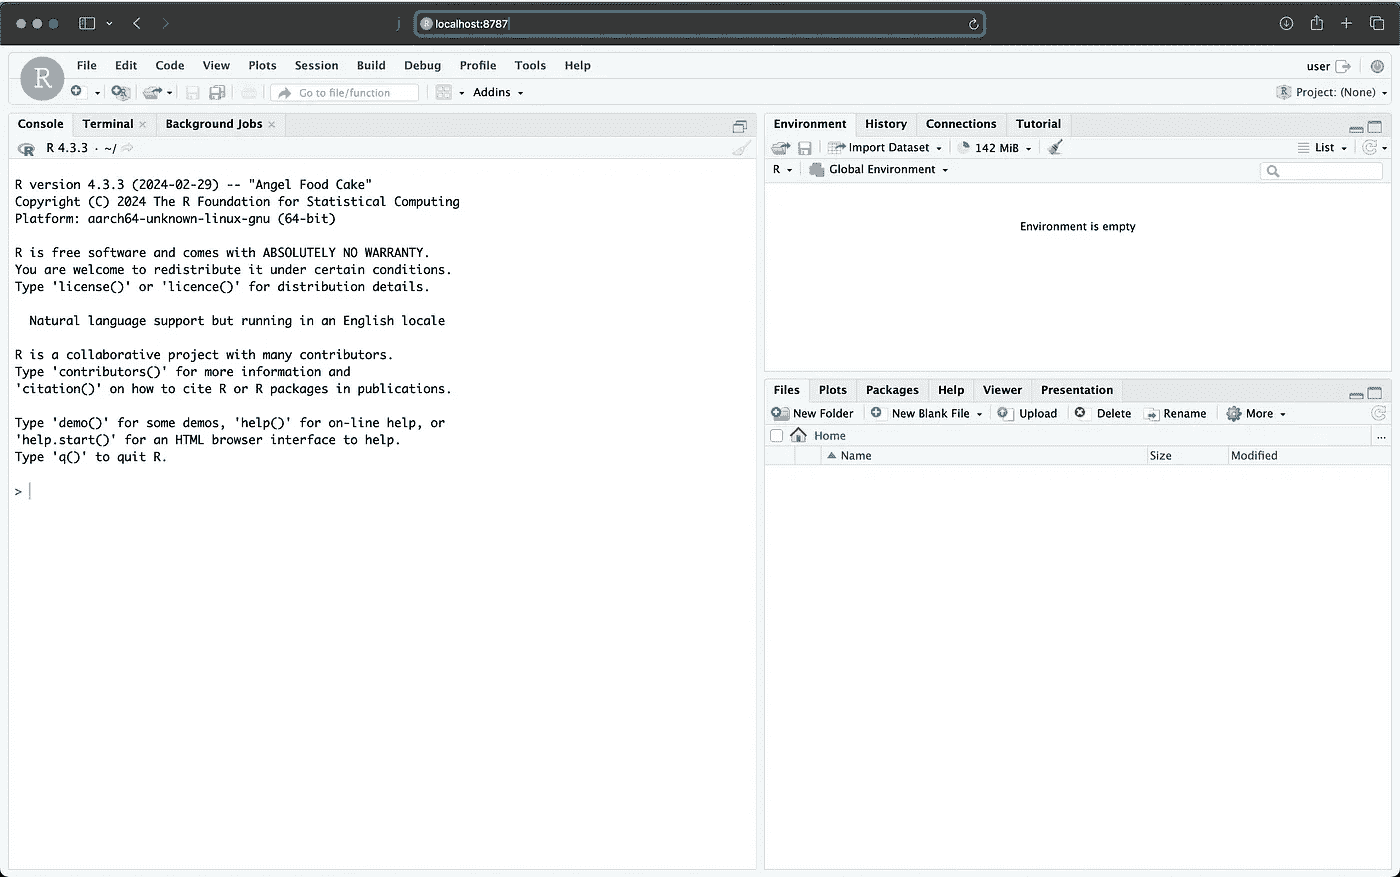 localhost:8787
R
File Edit Code View Plots Session Build Debug Profile Tools Help
user
Go to file/function
Addins
Project: (None)
Console Terminal Background Jobs
R 4.3.3 · ~/
R version 4.3.3 (2024-02-29) -- "Angel Food Cake"
Copyright (C) 2024 The R Foundation for Statistical Computing
Platform: aarch64-unknown-linux-gnu (64-bit)
R is free software and comes with ABSOLUTELY NO WARRANTY.
You are welcome to redistribute it under certain conditions.
Type 'license()' or 'licence()' for distribution details.
Natural language support but running in an English locale
R is a collaborative project with many contributors.
Type 'contributors()' for more information and
'citation()' on how to cite R or R packages in publications.
Type 'demo()' for some demos, 'help()' for on-line help, or
'help.start()' for an HTML browser interface to help.
Type 'q()' to quit R.
>
Environment History Connections Tutorial
Import Dataset 142 MiB List
R Global Environment
Environment is empty
Files Plots Packages Help Viewer Presentation
New Folder New Blank File Upload Delete Rename More
Home ...
Name Size Modified